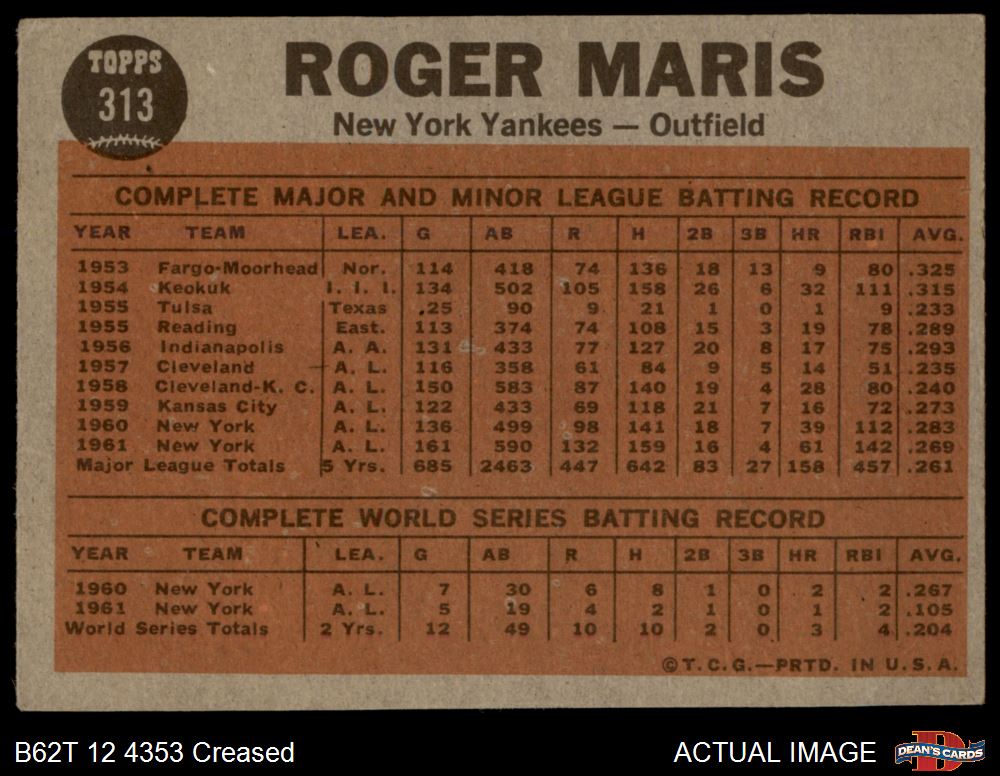 TOPPS
313
ROGER MARIS
New York Yankees — Outfield
COMPLETE MAJOR AND MINOR LEAGUE BATTING RECORD
YEAR TEAM LEA. G AB R H 2B 3B HR RBI AVG.
1953 Fargo-Moorhead Nor. 114 418 74 136 18 13 9 80 .325
1954 Keokuk I. I. I. 134 502 105 158 26 6 32 111 .315
1955 Tulsa Texas 25 90 9 21 1 0 1 9 .233
1955 Reading East. 113 374 74 108 15 3 19 78 .289
1956 Indianapolis A. A. 131 433 77 127 20 8 17 75 .293
1957 Cleveland A. L. 116 358 61 84 9 5 14 51 .235
1958 Cleveland-K. C. A. L. 150 583 87 140 19 4 28 80 .240
1959 Kansas City A. L. 122 433 69 118 21 7 16 72 .273
1960 New York A. L. 136 499 98 141 18 7 39 112 .283
1961 New York A. L. 161 590 132 159 16 4 61 142 .269
Major League Totals 5 Yrs. 685 2463 447 642 83 27 158 457 .261
COMPLETE WORLD SERIES BATTING RECORD
YEAR TEAM LEA. G AB R H 2B 3B HR RBI AVG.
1960 New York A. L. 7 30 6 8 1 0 2 2 .267
1961 New York A. L. 5 19 4 2 1 0 1 2 .105
World Series Totals 2 Yrs. 12 49 10 10 2 0 3 4 .204
©T.C.G.—PRTD. IN U.S.A.
B62T 12 4353 Creased
ACTUAL IMAGE
DEAN'S CARDS